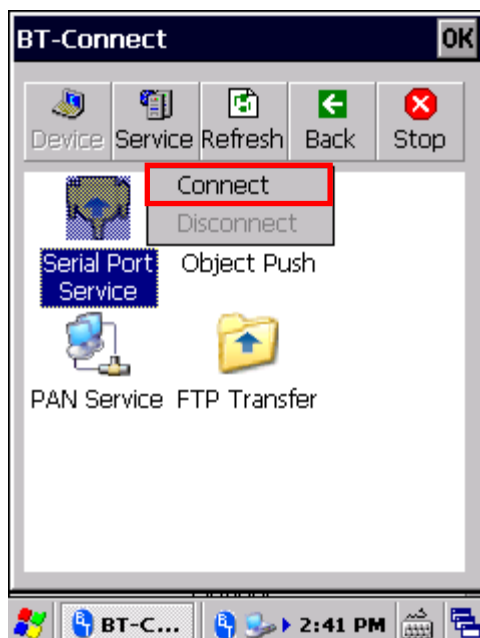 BT-Connect OK
Device Service Refresh Back Stop
Connect
Disconnect
Serial Port Service
Object Push
PAN Service
FTP Transfer
BT-C... 2:41 PM